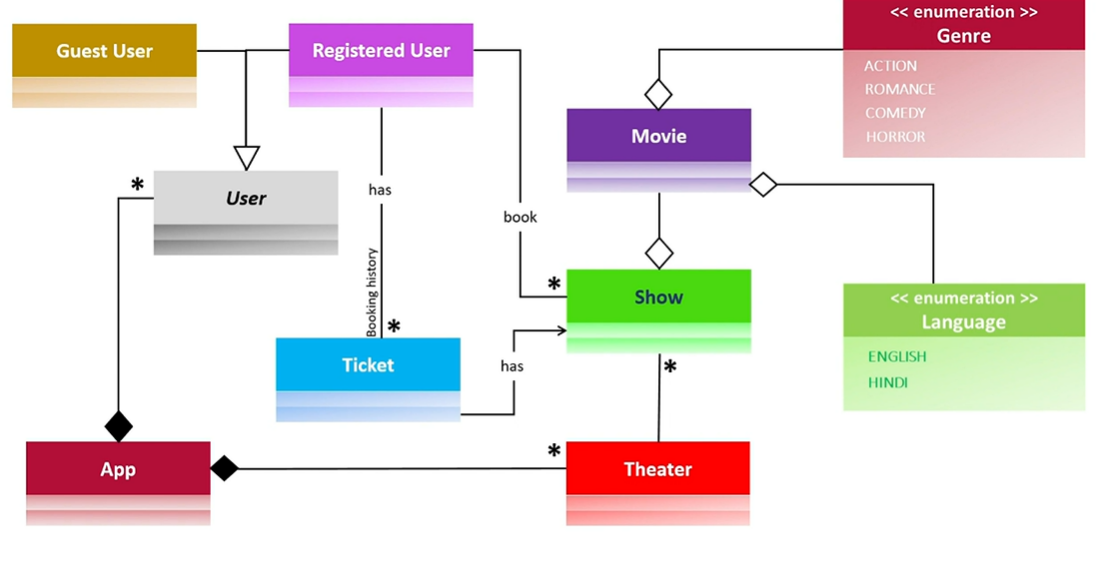 << enumeration >>
Genre
ACTION
ROMANCE
COMEDY
HORROR
Guest User
Registered User
Movie
*
User
has
book
Booking history
*
*
Show
<< enumeration >>
Language
ENGLISH
HINDI
Ticket
has
*
App
*
Theater